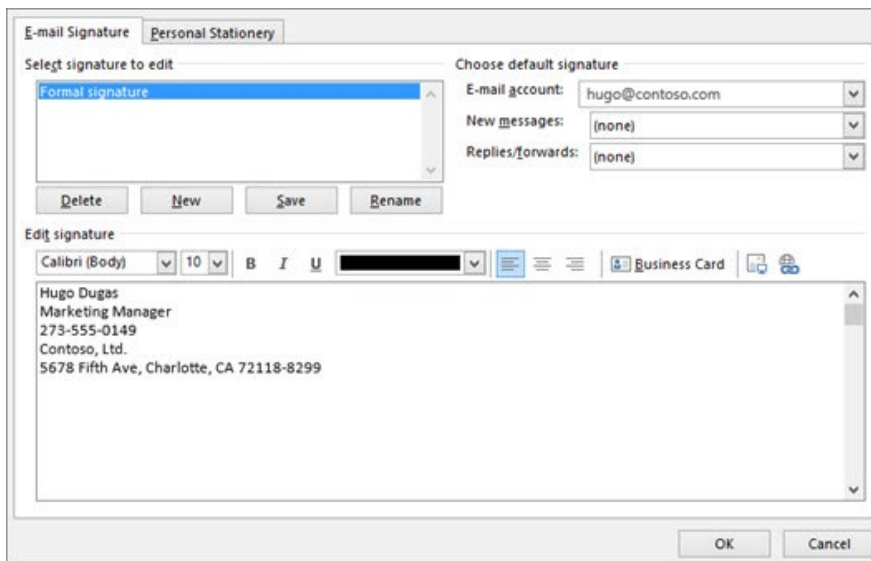 E-mail Signature
Personal Stationery
Select signature to edit
Formal signature
Delete
New
Save
Rename
Choose default signature
E-mail account:
hugo@contoso.com
New messages:
(none)
Replies/forwards:
(none)
Edit signature
Calibri (Body)
10
B
I
U
Business Card
Hugo Dugas
Marketing Manager
273-555-0149
Contoso, Ltd.
5678 Fifth Ave, Charlotte, CA 72118-8299
OK
Cancel